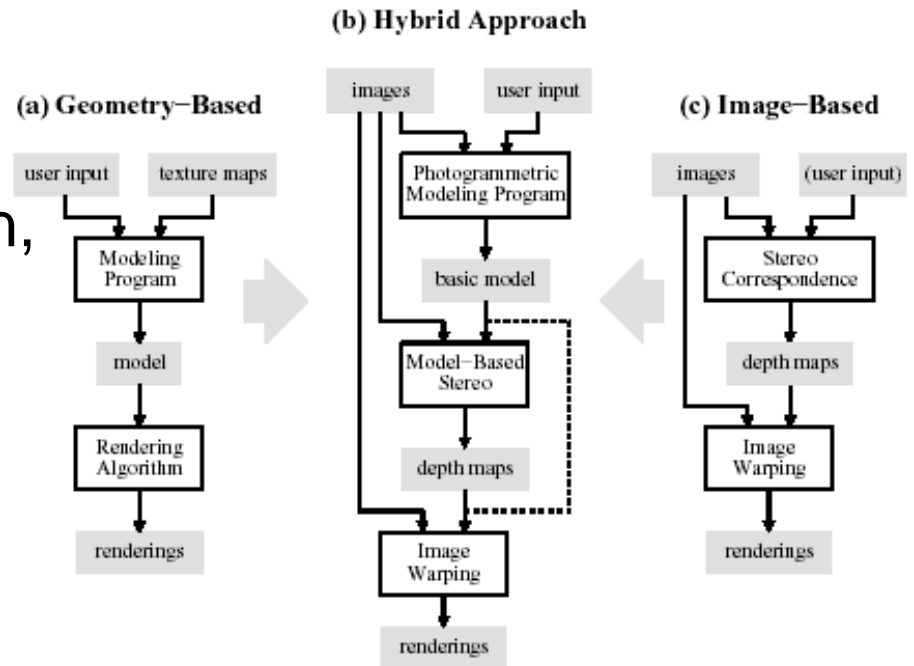 (b) Hybrid Approach
images
user input
(a) Geometry-Based
(c) Image-Based
user input
texture maps
Photogrammetric
Modeling Program
images
(user input)
n,
Modeling
Program
basic model
Stereo
Correspondence
model
Model-Based
Stereo
depth maps
Rendering
Algorithm
depth maps
Image
Warping
renderings
Image
Warping
renderings
renderings